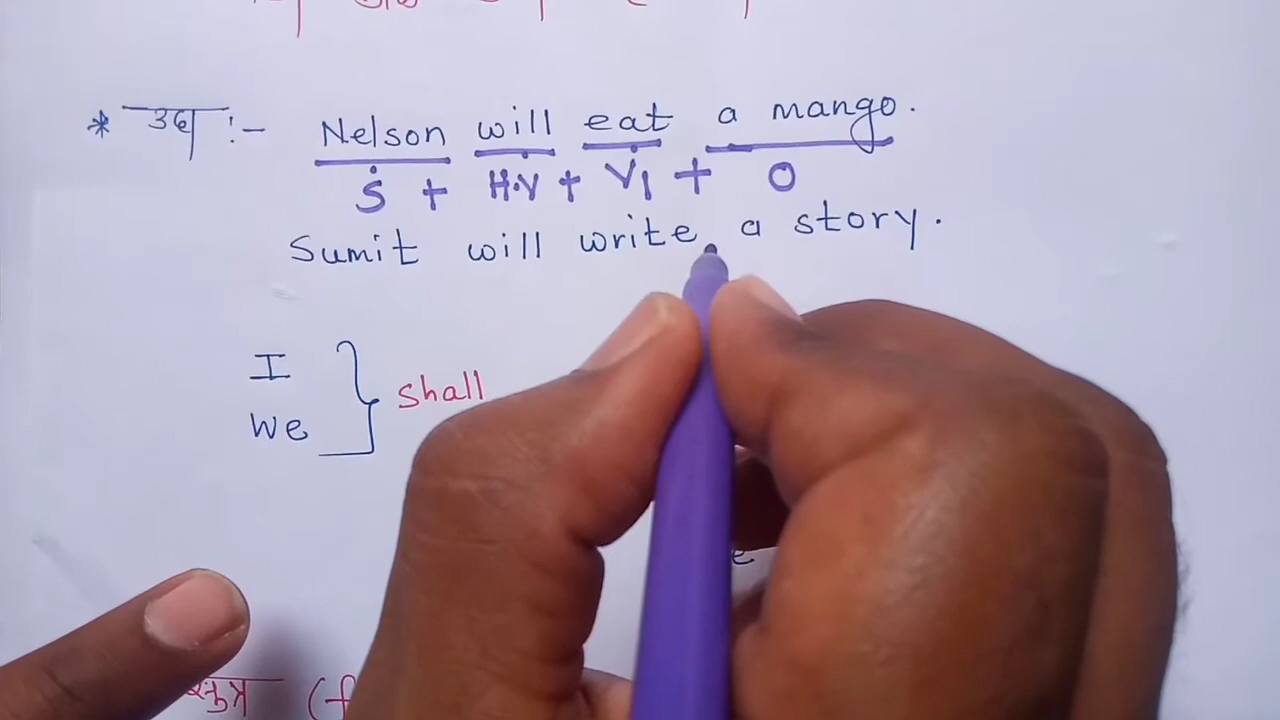 * उदा :- Nelson will eat a mango.
S + H.V + V1 + O
Sumit will write a story.
I
We } shall